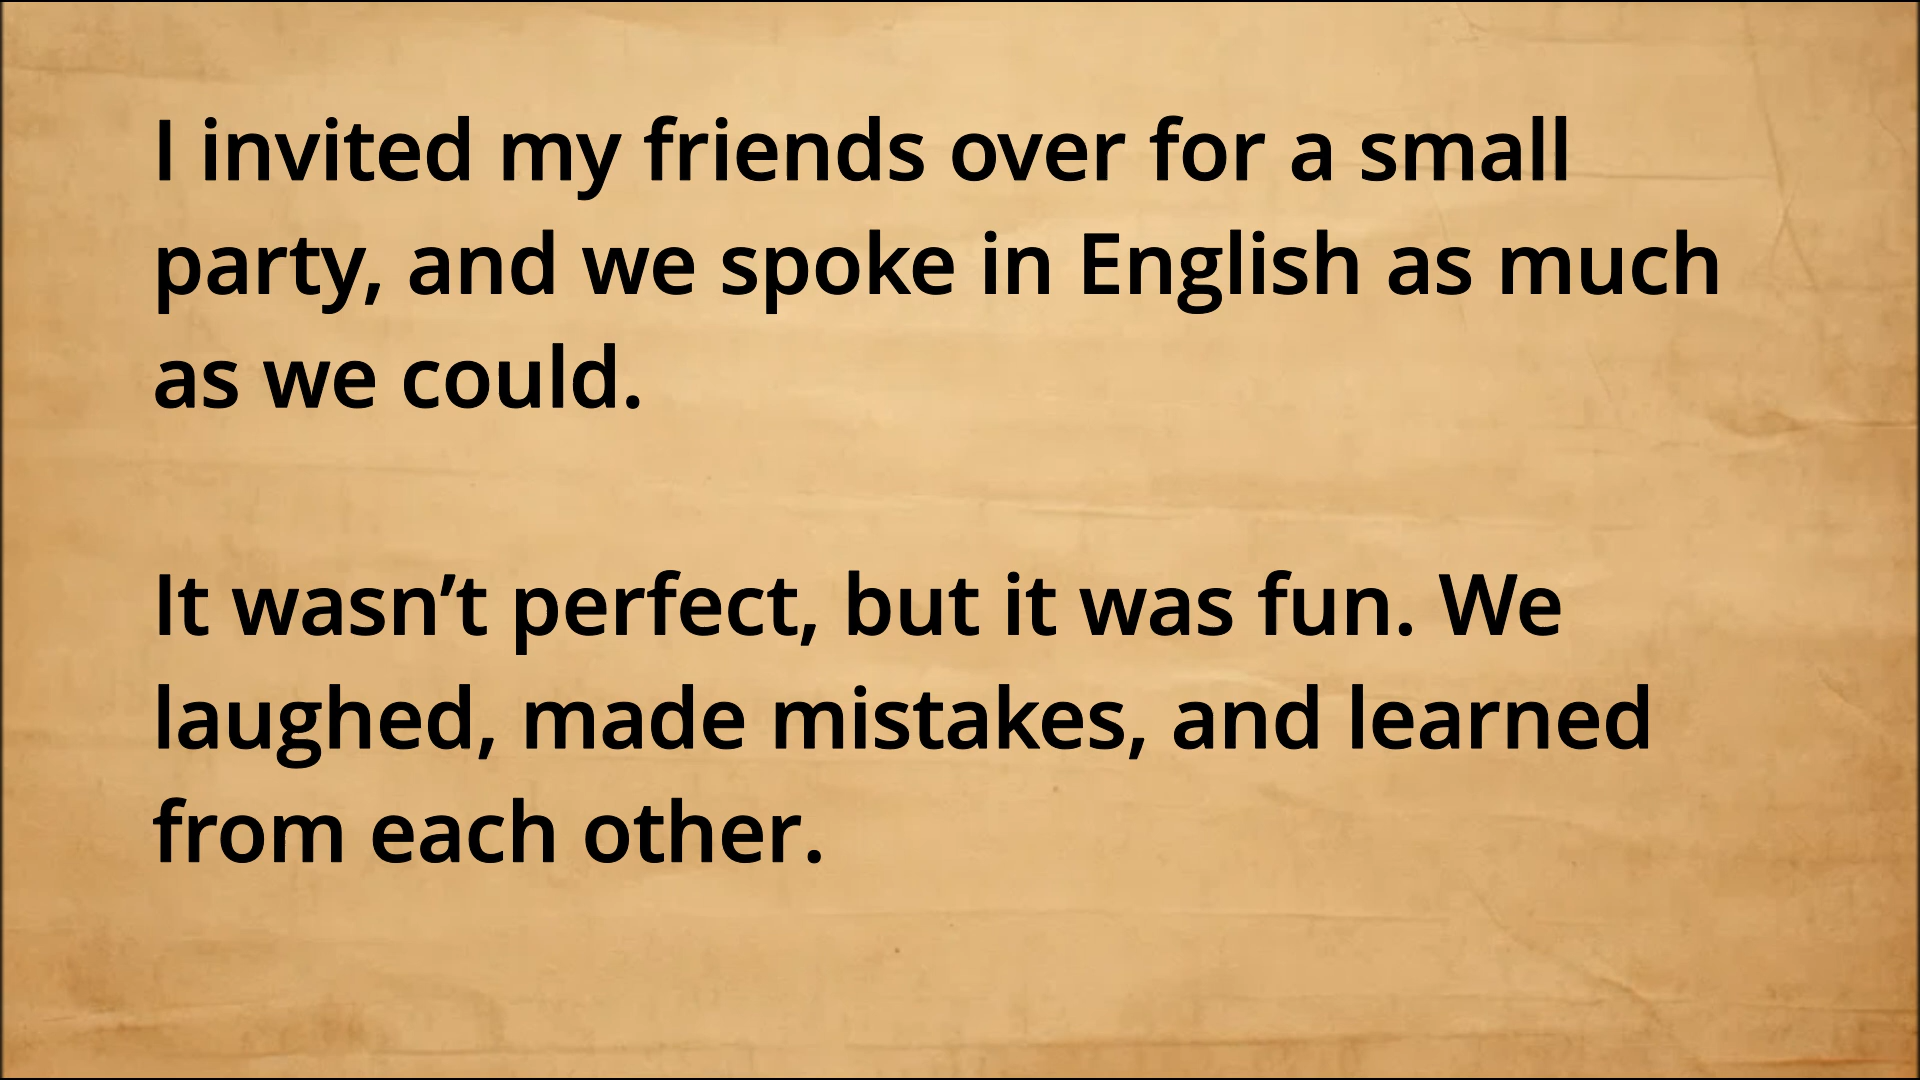 I invited my friends over for a small
party, and we spoke in English as much
as we could.
It wasn’t perfect, but it was fun. We
laughed, made mistakes, and learned
from each other.